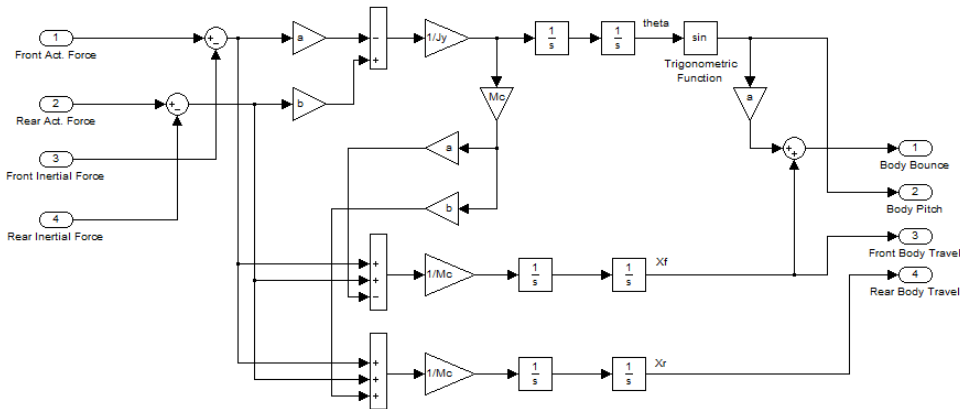 1
Front Act. Force
+
−
a
−
+
1/Jy
1
s
1
s
theta
sin
Trigonometric
Function
2
Rear Act. Force
+
−
b
Mc
a
3
Front Inertial Force
a
+
+
1
Body Bounce
4
Rear Inertial Force
b
2
Body Pitch
+
+
−
1/Mc
1
s
1
s
Xf
3
Front Body Travel
4
Rear Body Travel
+
+
+
1/Mc
1
s
1
s
Xr